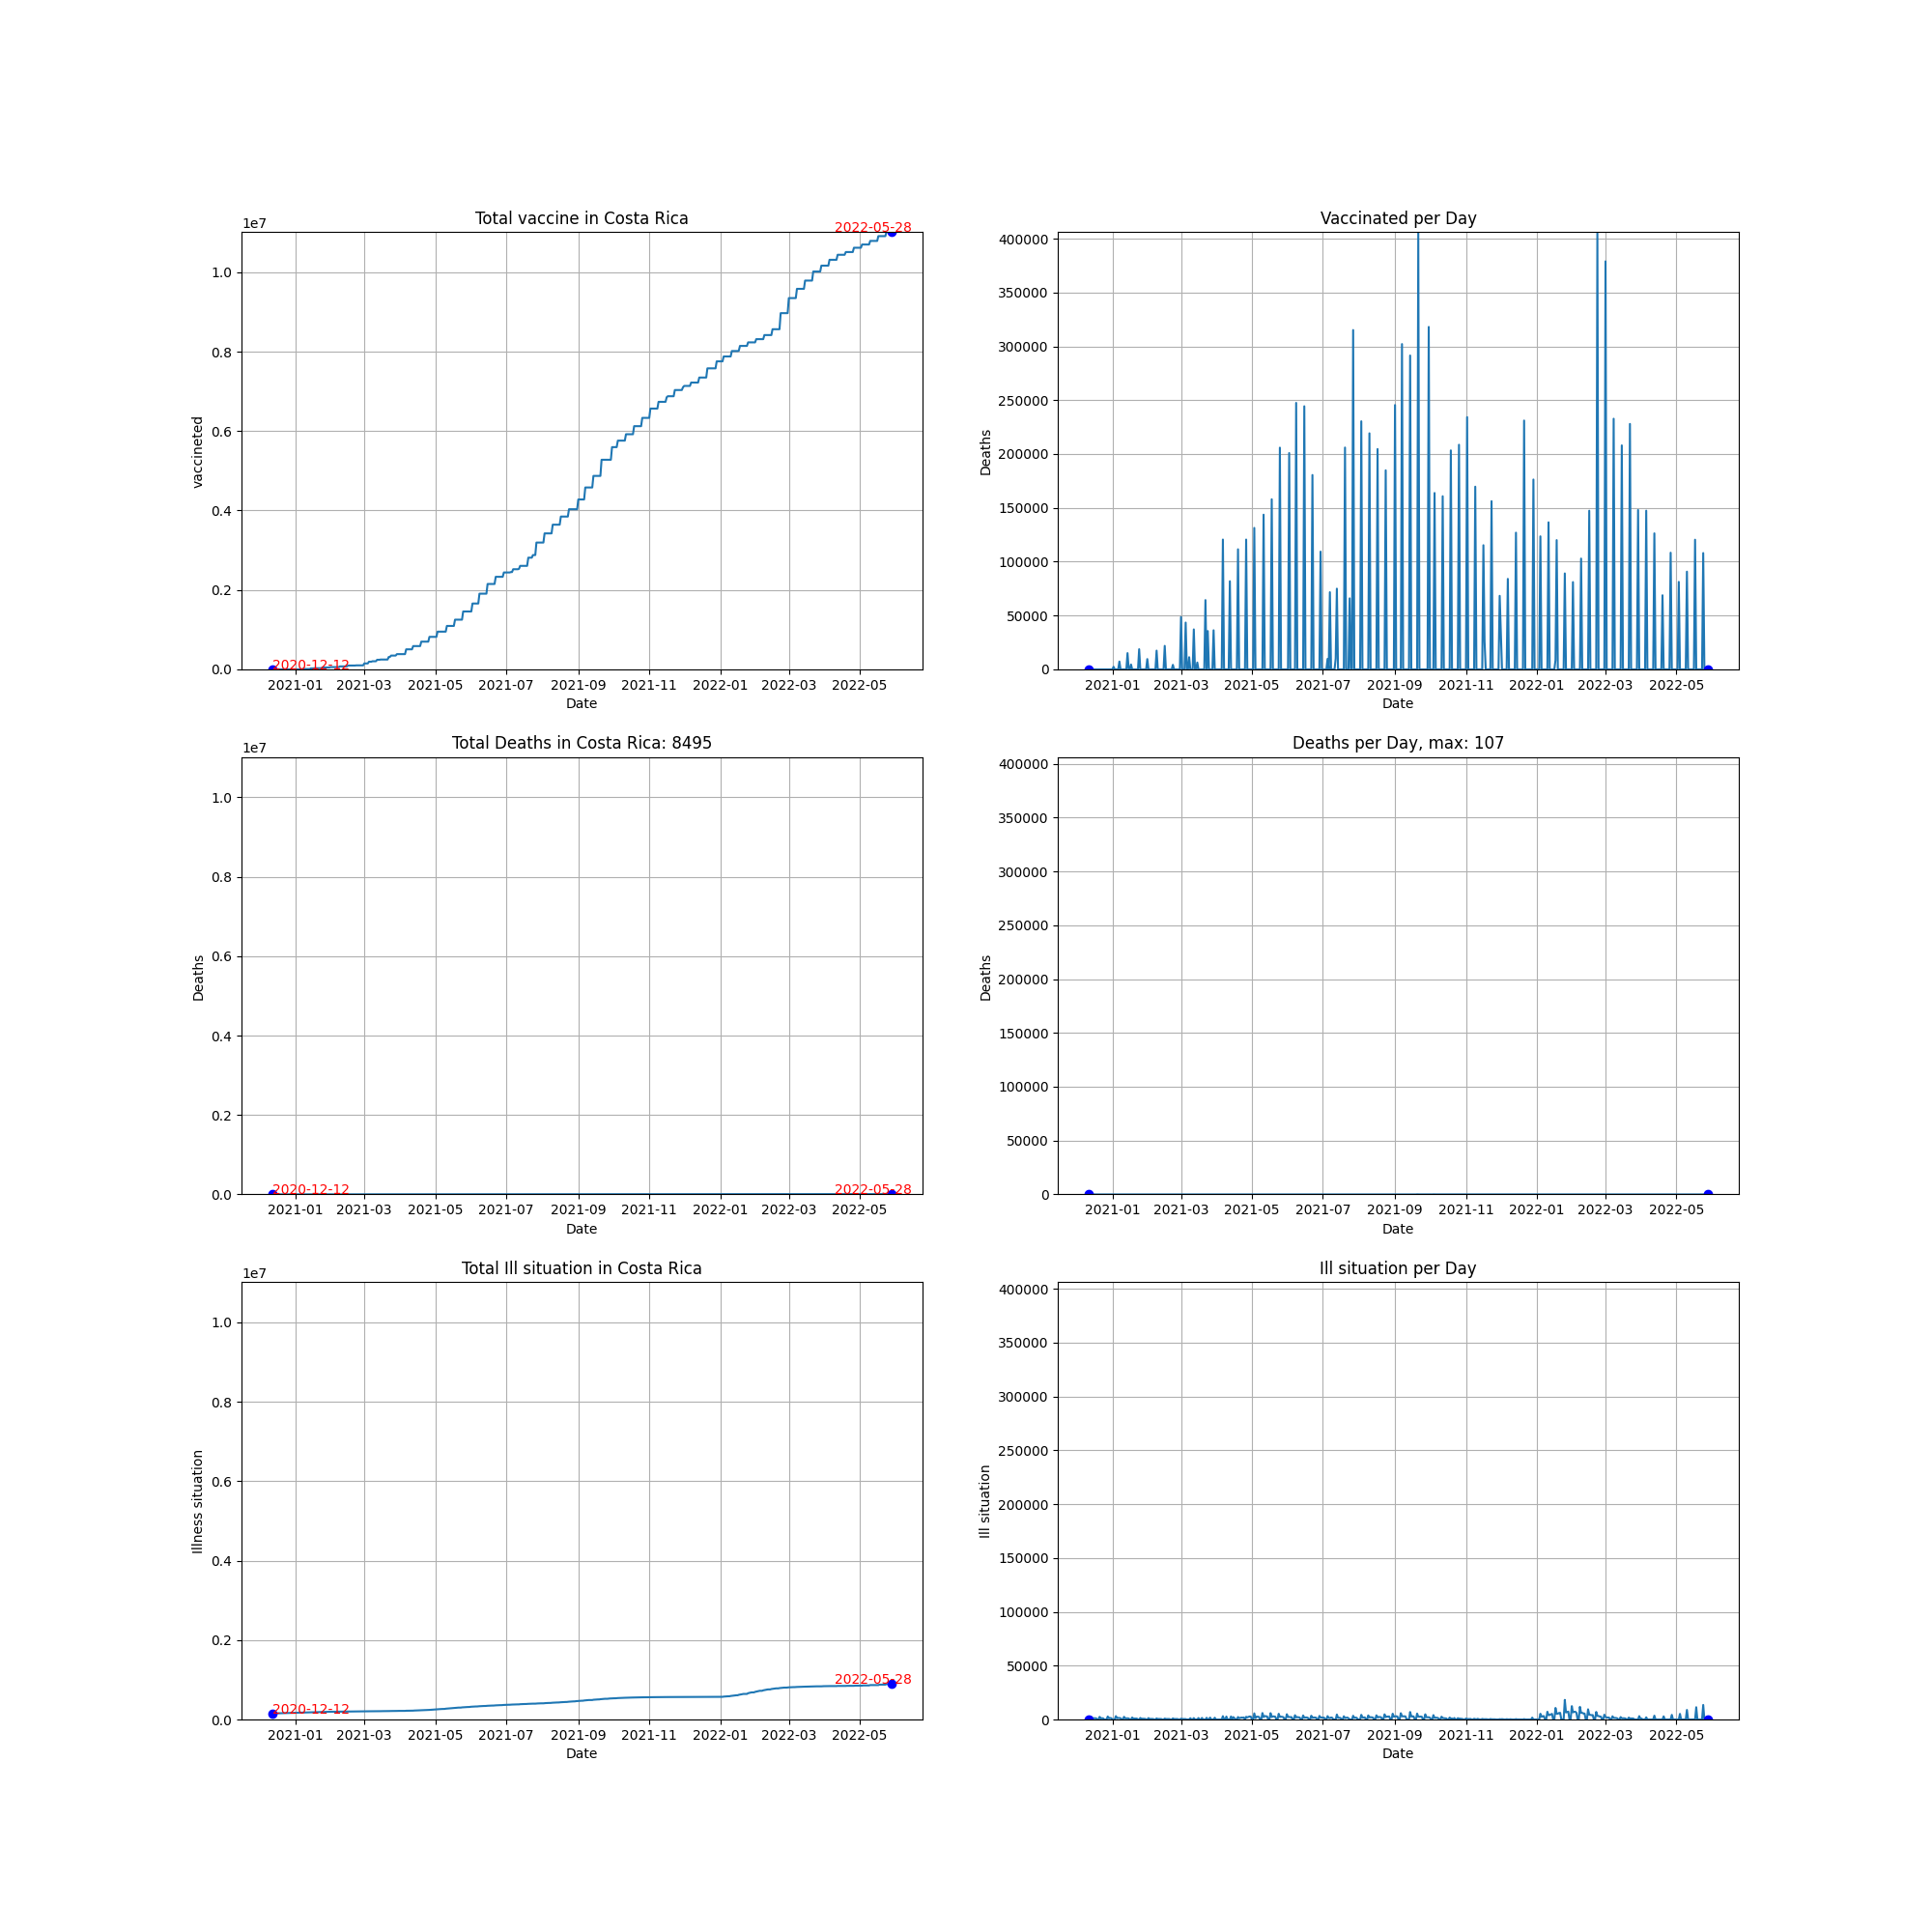 Total vaccine in Costa Rica
1e7
2022-05-28
1.0
0.8
0.6
0.4
0.2
0.0
vaccineted
2020-12-12
2021-01 2021-03 2021-05 2021-07 2021-09 2021-11 2022-01 2022-03 2022-05
Date
Vaccinated per Day
400000
350000
300000
250000
200000
150000
100000
50000
0
Deaths
2021-01 2021-03 2021-05 2021-07 2021-09 2021-11 2022-01 2022-03 2022-05
Date
Total Deaths in Costa Rica: 8495
1e7
1.0
0.8
0.6
0.4
0.2
0.0
Deaths
2020-12-12
2022-05-28
2021-01 2021-03 2021-05 2021-07 2021-09 2021-11 2022-01 2022-03 2022-05
Date
Deaths per Day, max: 107
400000
350000
300000
250000
200000
150000
100000
50000
0
Deaths
2021-01 2021-03 2021-05 2021-07 2021-09 2021-11 2022-01 2022-03 2022-05
Date
Total Ill situation in Costa Rica
1e7
1.0
0.8
0.6
0.4
0.2
0.0
Illness situation
2020-12-12
2022-05-28
2021-01 2021-03 2021-05 2021-07 2021-09 2021-11 2022-01 2022-03 2022-05
Date
Ill situation per Day
400000
350000
300000
250000
200000
150000
100000
50000
0
Ill situation
2021-01 2021-03 2021-05 2021-07 2021-09 2021-11 2022-01 2022-03 2022-05
Date